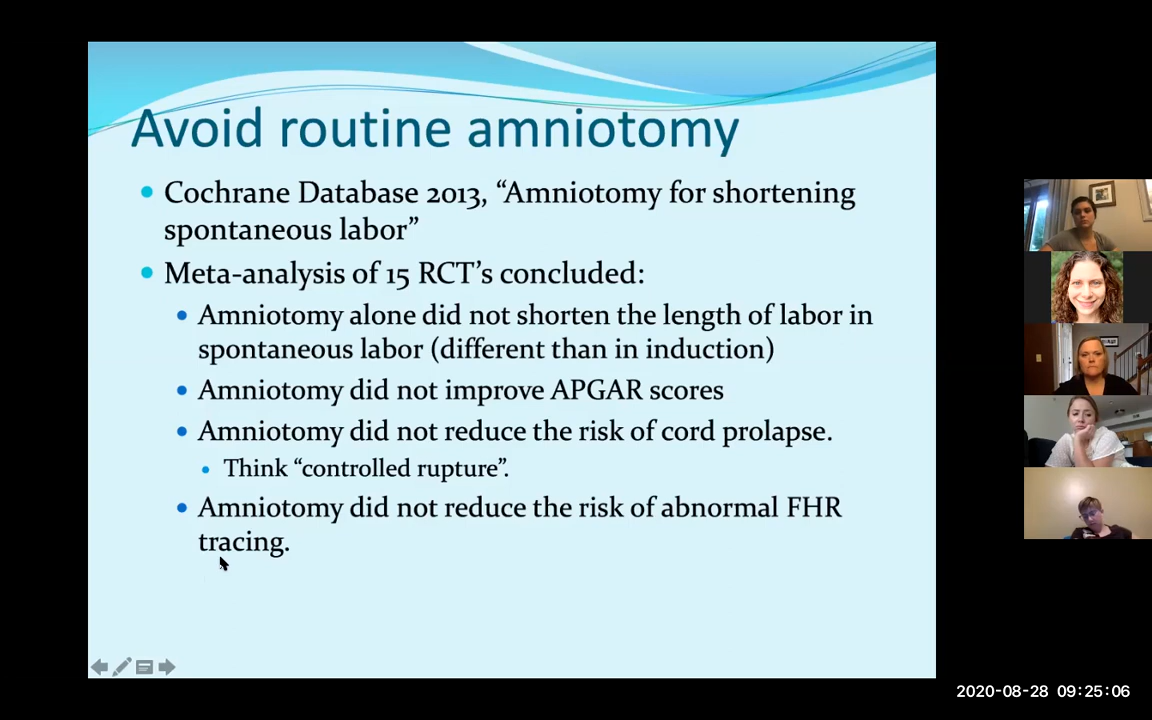 Avoid routine amniotomy
Cochrane Database 2013, “Amniotomy for shortening
spontaneous labor”
Meta-analysis of 15 RCT’s concluded:
Amniotomy alone did not shorten the length of labor in
spontaneous labor (different than in induction)
Amniotomy did not improve APGAR scores
Amniotomy did not reduce the risk of cord prolapse.
Think “controlled rupture”.
Amniotomy did not reduce the risk of abnormal FHR
tracing.
2020-08-28 09:25:06